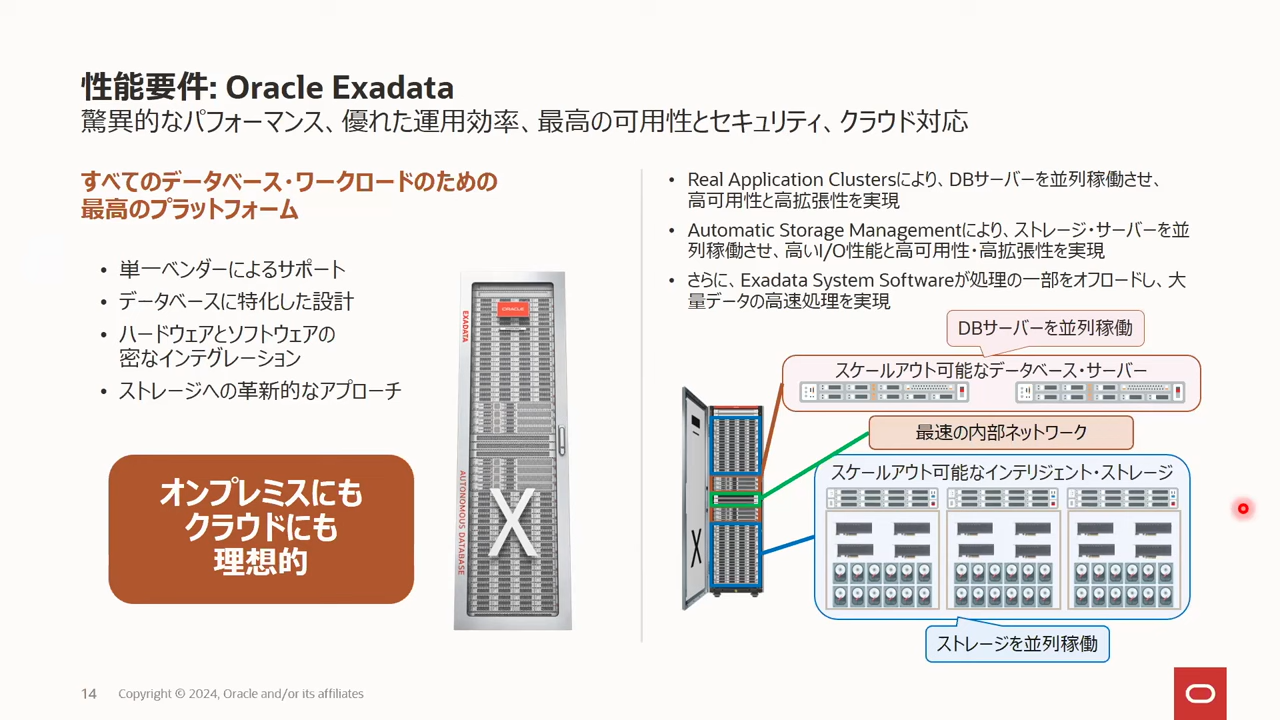 性能要件: Oracle Exadata
驚異的なパフォーマンス、優れた運用効率、最高の可用性とセキュリティ、クラウド対応
すべてのデータベース・ワークロードのための
最高のプラットフォーム
• 単一ベンダーによるサポート
• データベースに特化した設計
• ハードウェアとソフトウェアの
密なインテグレーション
• ストレージへの革新的なアプローチ
オンプレミスにも
クラウドにも
理想的
ORACLE
EXADATA
AUTONOMOUS DATABASE
X
• Real Application Clustersにより、DBサーバーを並列稼働させ、
高可用性と高拡張性を実現
• Automatic Storage Managementにより、ストレージ・サーバーを並
列稼働させ、高いI/O性能と高可用性・高拡張性を実現
• さらに、Exadata System Softwareが処理の一部をオフロードし、大
量データの高速処理を実現
DBサーバーを並列稼働
スケールアウト可能なデータベース・サーバー
最速の内部ネットワーク
スケールアウト可能なインテリジェント・ストレージ
X
ストレージを並列稼働
14 Copyright © 2024, Oracle and/or its affiliates